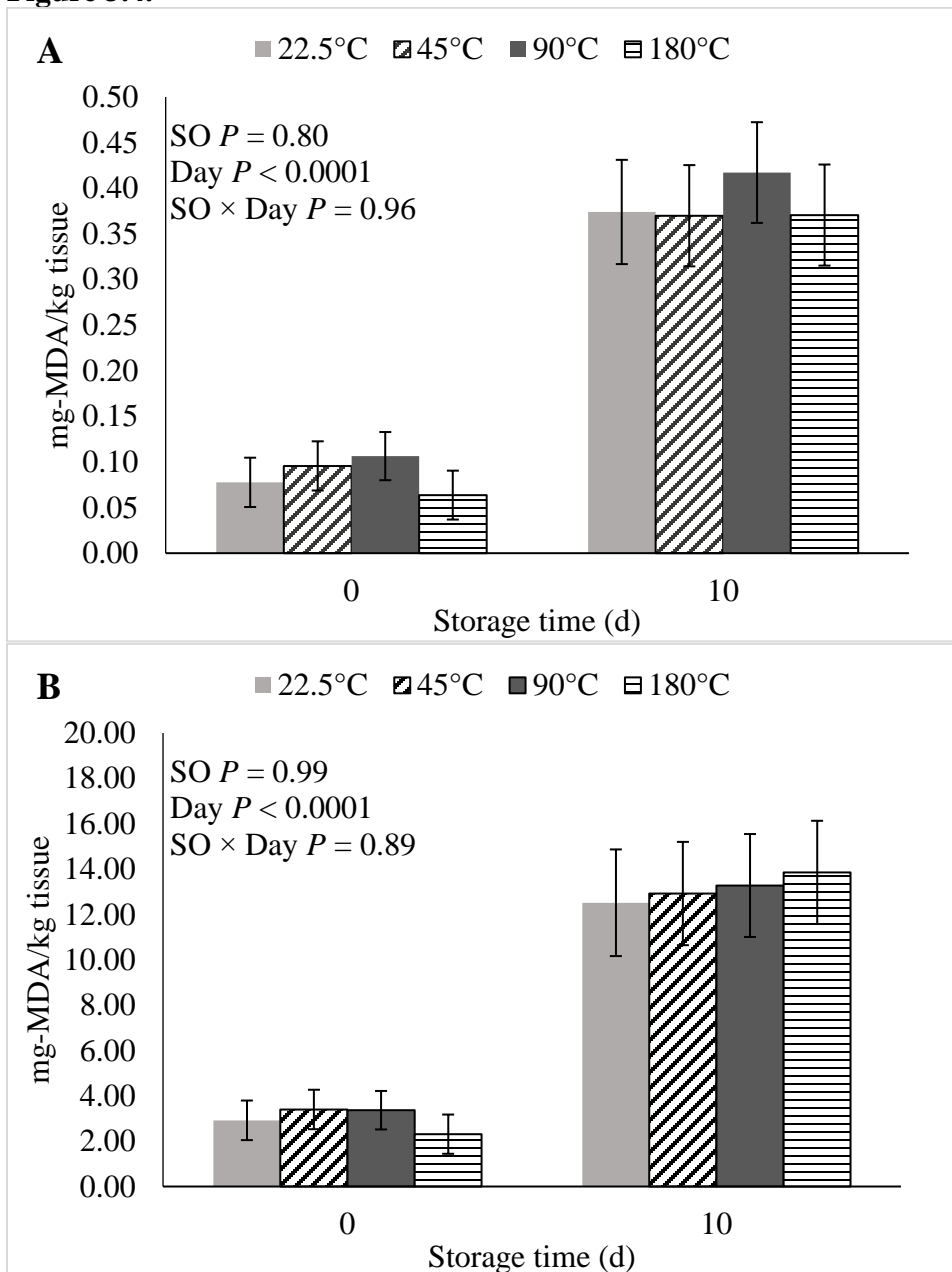 A
22.5°C 45°C 90°C 180°C
0.50
0.45
0.40
0.35
0.30
0.25
0.20
0.15
0.10
0.05
0.00
mg-MDA/kg tissue
SO P = 0.80
Day P < 0.0001
SO × Day P = 0.96
0 10
Storage time (d)
B
22.5°C 45°C 90°C 180°C
20.00
18.00
16.00
14.00
12.00
10.00
8.00
6.00
4.00
2.00
0.00
mg-MDA/kg tissue
SO P = 0.99
Day P < 0.0001
SO × Day P = 0.89
0 10
Storage time (d)